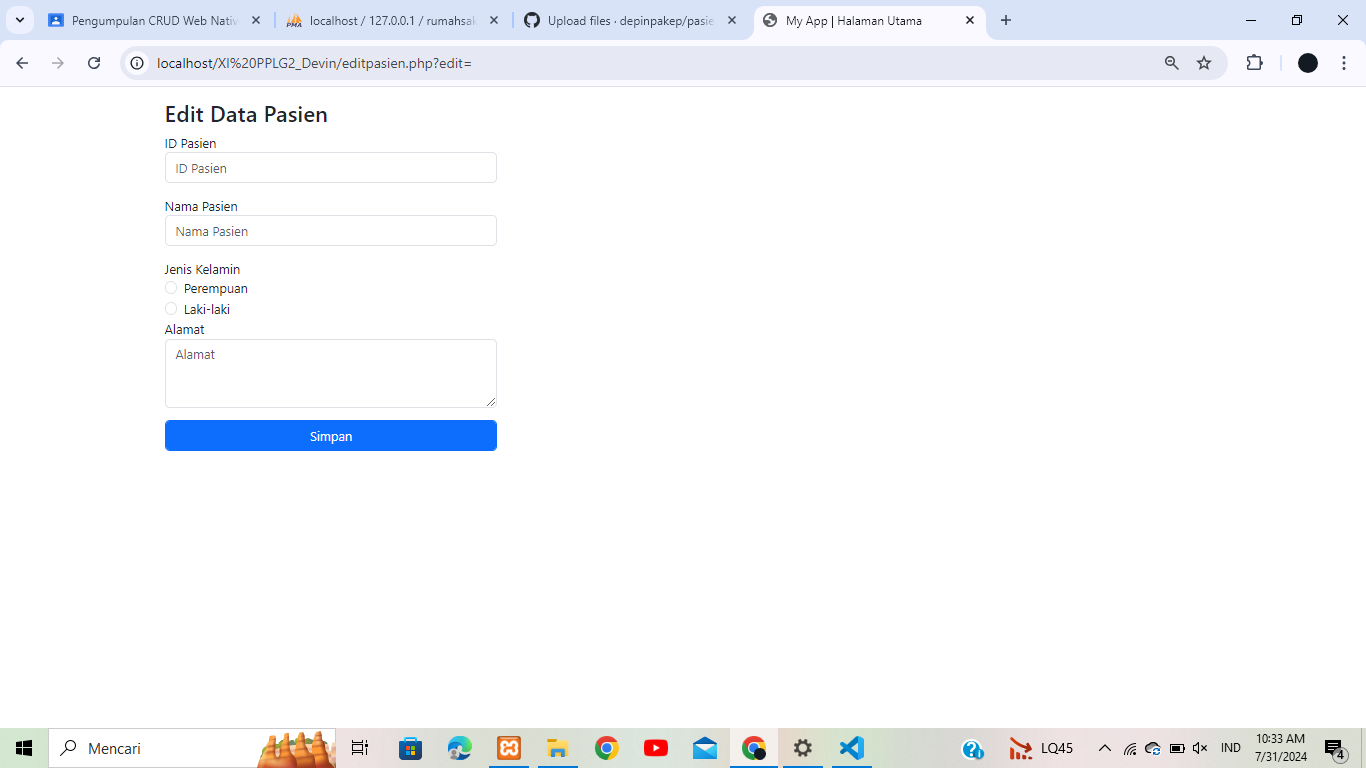 Pengumpulan CRUD Web Nativ
localhost / 127.0.0.1 / rumahsak
Upload files · depinpakep/pasie
My App | Halaman Utama
localhost/XI%20PPLG2_Devin/editpasien.php?edit=
Edit Data Pasien
ID Pasien
ID Pasien
Nama Pasien
Nama Pasien
Jenis Kelamin
Perempuan
Laki-laki
Alamat
Alamat
Simpan
Mencari
LQ45
IND
10:33 AM
7/31/2024
4